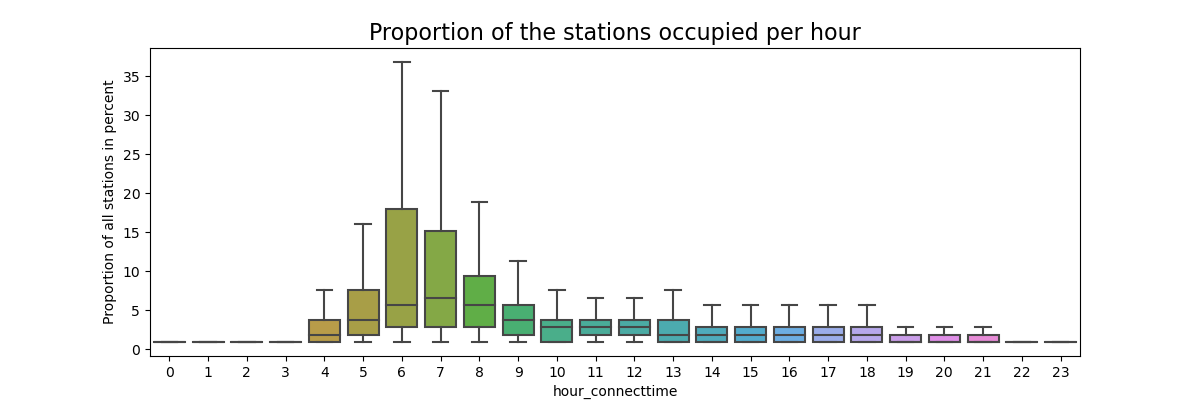 Proportion of the stations occupied per hour
Proportion of all stations in percent
35
30
25
20
15
10
5
0
0 1 2 3 4 5 6 7 8 9 10 11 12 13 14 15 16 17 18 19 20 21 22 23
hour_connecttime